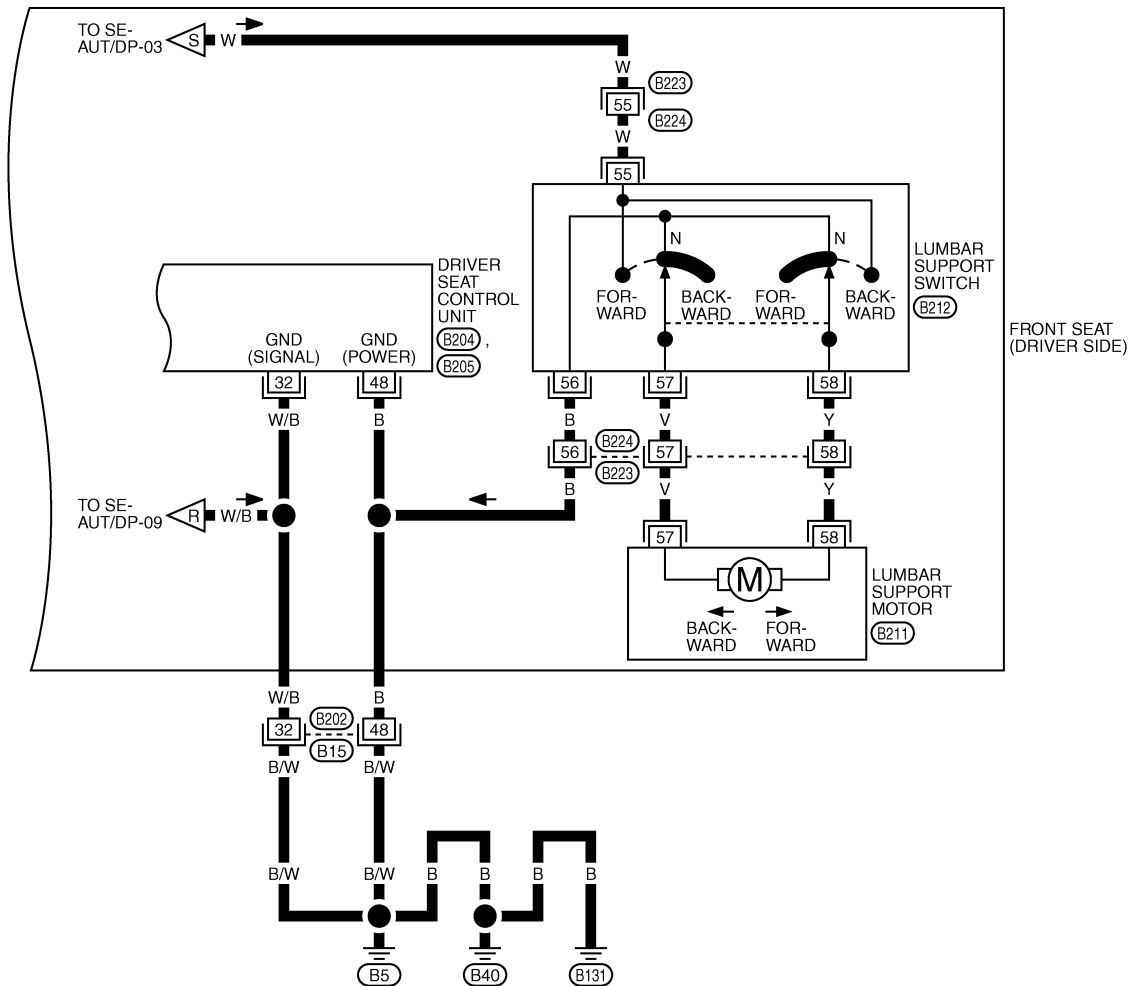 TO SE-
AUT/DP-03
S
W
W
B223
55
B224
W
55
N
N
FOR-
WARD
BACK-
WARD
FOR-
WARD
BACK-
WARD
LUMBAR
SUPPORT
SWITCH
B212
DRIVER
SEAT
CONTROL
UNIT
B204 ,
B205
GND
(SIGNAL)
GND
(POWER)
FRONT SEAT
(DRIVER SIDE)
32
48
56
57
58
W/B
B
B
V
Y
56
B224
57
58
B223
B
V
Y
TO SE-
AUT/DP-09
R
W/B
57
58
M
BACK-
WARD
FOR-
WARD
LUMBAR
SUPPORT
MOTOR
B211
W/B
B
32
B202
48
B15
B/W
B/W
B/W
B/W
B
B
B
B
B5
B40
B131